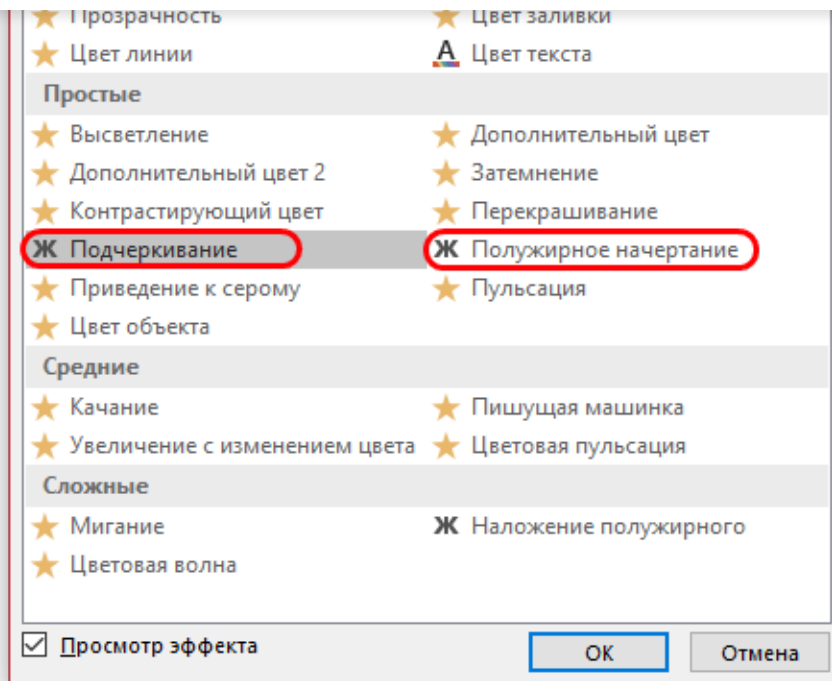 Прозрачность Цвет заливки
Цвет линии А Цвет текста
Простые
Высветление Дополнительный цвет
Дополнительный цвет 2 Затемнение
Контрастирующий цвет Перекрашивание
Ж Подчеркивание Ж Полужирное начертание
Приведение к серому Пульсация
Цвет объекта
Средние
Качание Пишущая машинка
Увеличение с изменением цвета Цветовая пульсация
Сложные
Мигание Ж Наложение полужирного
Цветовая волна
Просмотр эффекта ОК Отмена